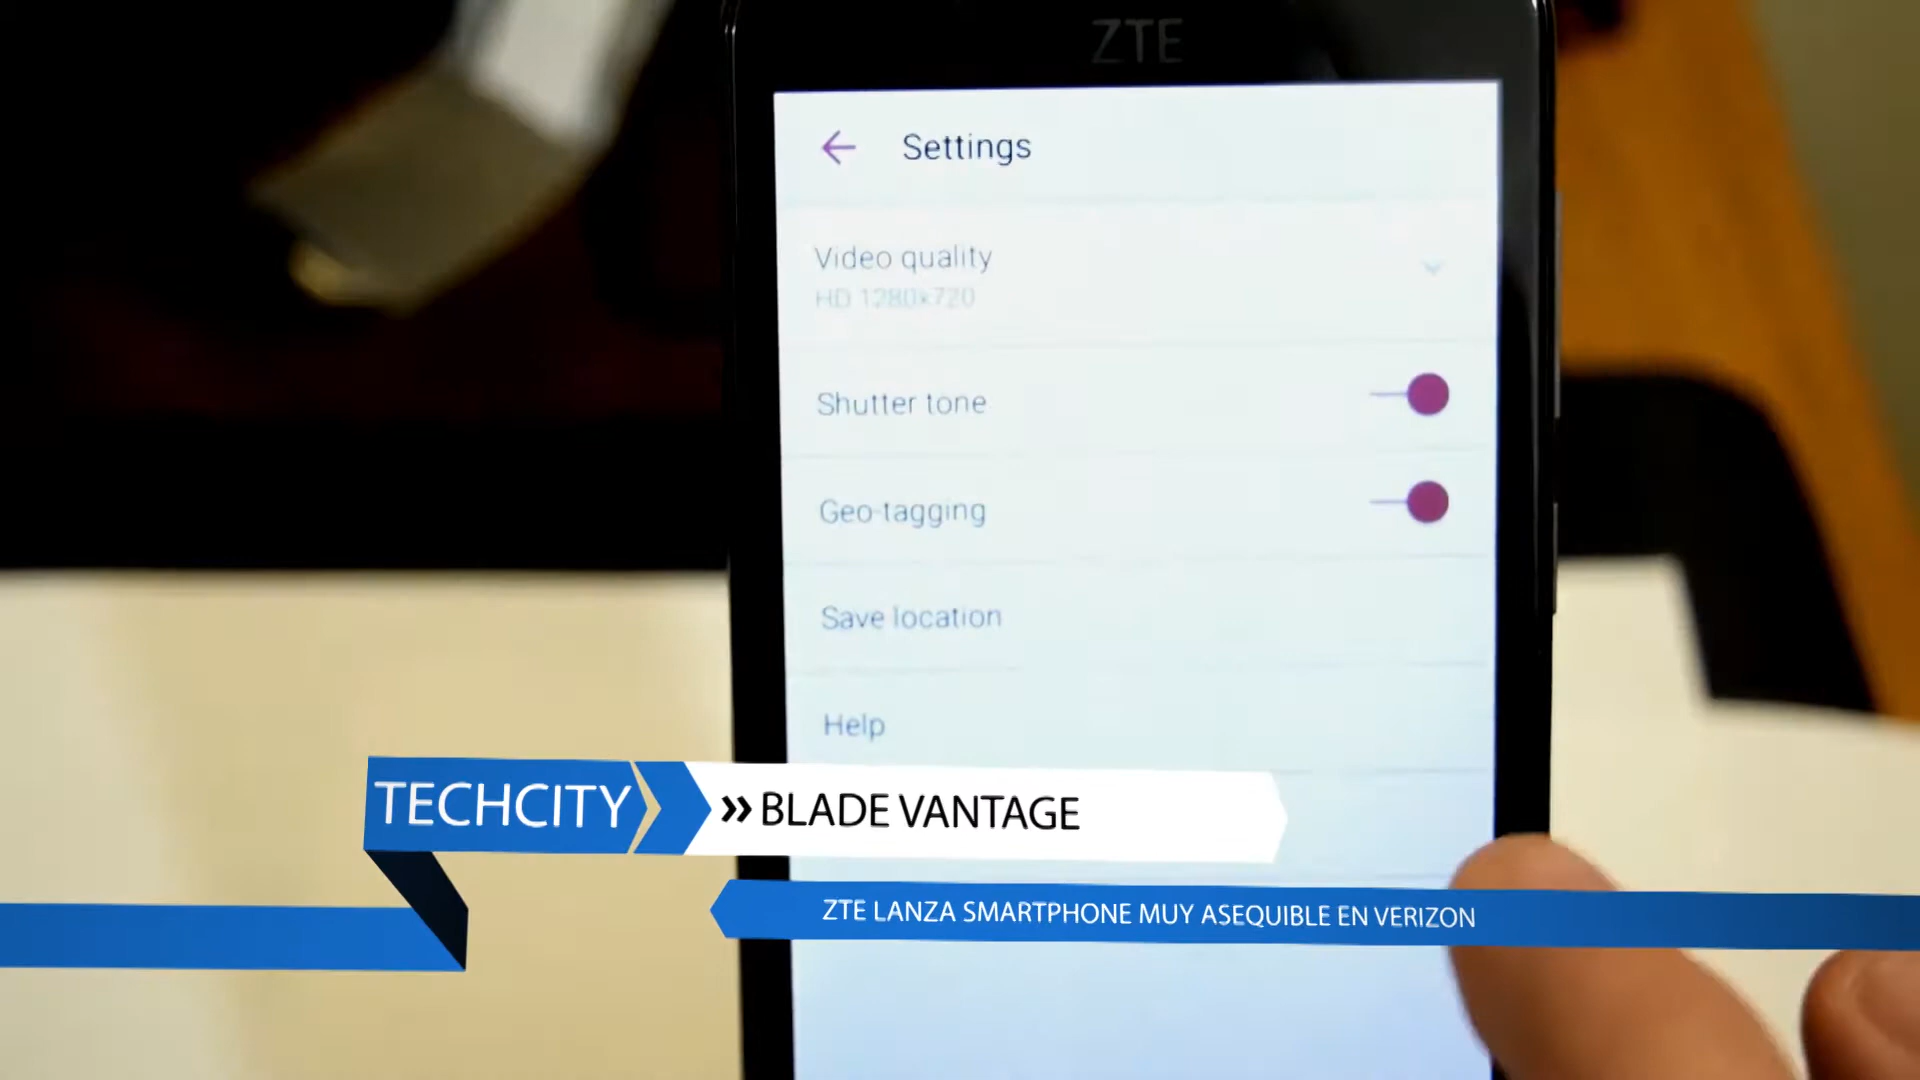 ZTE
Settings
Video quality
HD 1280x720
Shutter tone
Geo-tagging
Save location
Help
TECHCITY
» BLADE VANTAGE
ZTE LANZA SMARTPHONE MUY ASEQUIBLE EN VERIZON